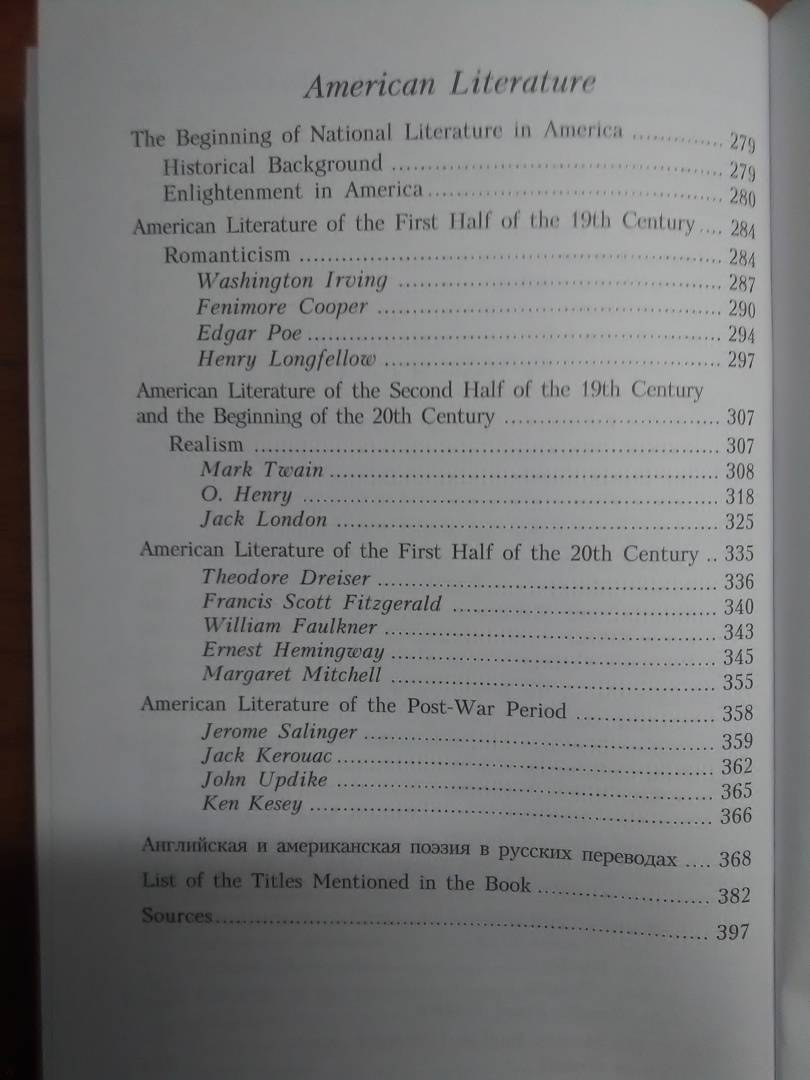 American Literature
The Beginning of National Literature in America .............. 279
Historical Background .............. 279
Enlightenment in America .............. 280
American Literature of the First Half of the 19th Century .... 284
Romanticism .............. 284
Washington Irving .............. 287
Fenimore Cooper .............. 290
Edgar Poe .............. 294
Henry Longfellow .............. 297
American Literature of the Second Half of the 19th Century
and the Beginning of the 20th Century .............. 307
Realism .............. 307
Mark Twain .............. 308
O. Henry .............. 318
Jack London .............. 325
American Literature of the First Half of the 20th Century .. 335
Theodore Dreiser .............. 336
Francis Scott Fitzgerald .............. 340
William Faulkner .............. 343
Ernest Hemingway .............. 345
Margaret Mitchell .............. 355
American Literature of the Post-War Period .............. 358
Jerome Salinger .............. 359
Jack Kerouac .............. 362
John Updike .............. 365
Ken Kesey .............. 366
Английская и американская поэзия в русских переводах .... 368
List of the Titles Mentioned in the Book .............. 382
Sources .............. 397